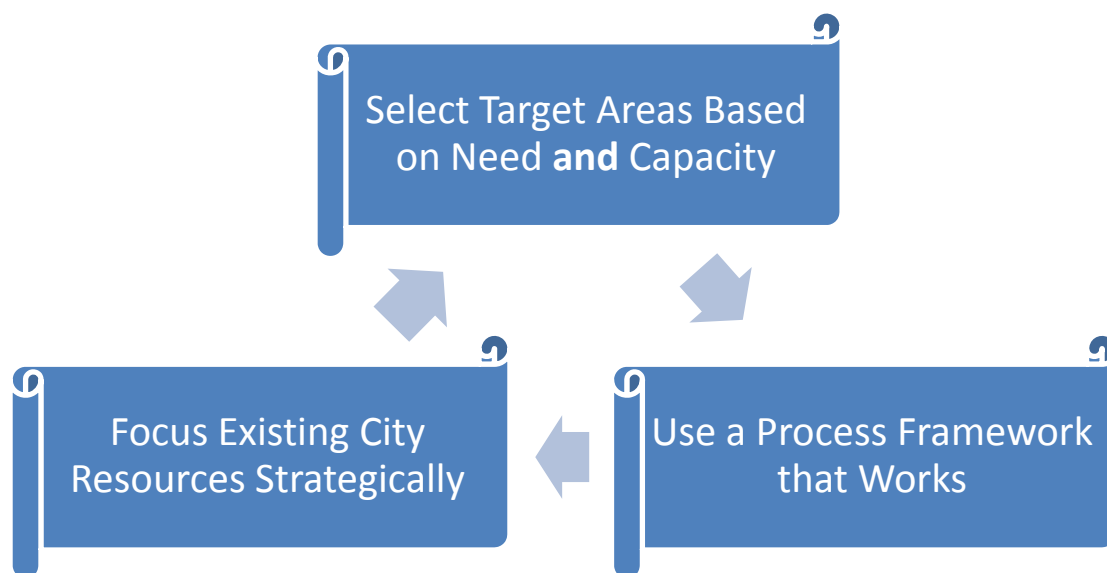 Select Target Areas Based
on Need and Capacity
Use a Process Framework
that Works
Focus Existing City
Resources Strategically